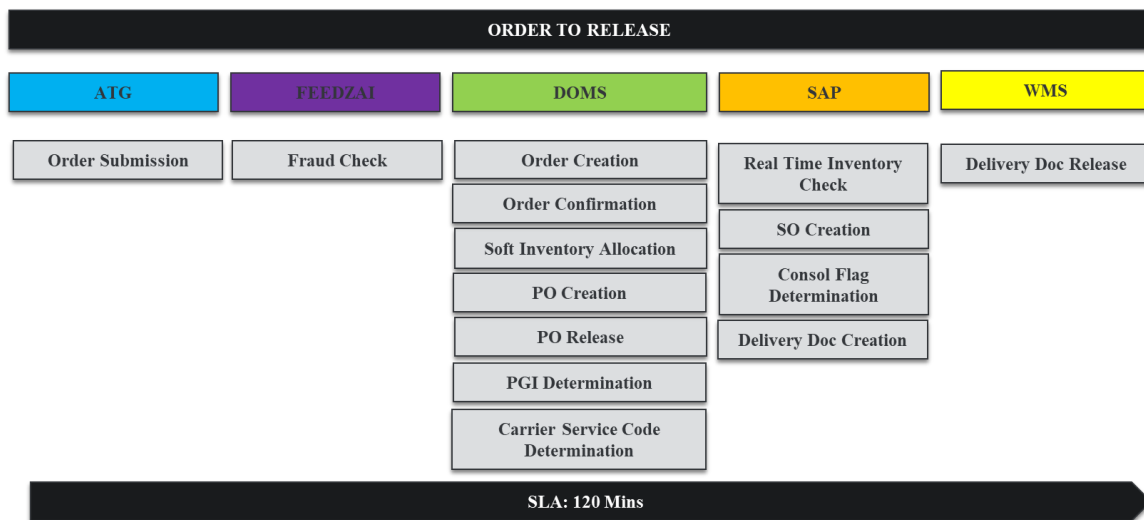 ORDER TO RELEASE
ATG
FEEDZAI
DOMS
SAP
WMS
Order Submission
Fraud Check
Order Creation
Order Confirmation
Soft Inventory Allocation
PO Creation
PO Release
PGI Determination
Carrier Service Code
Determination
Real Time Inventory
Check
SO Creation
Consol Flag
Determination
Delivery Doc Creation
Delivery Doc Release
SLA: 120 Mins